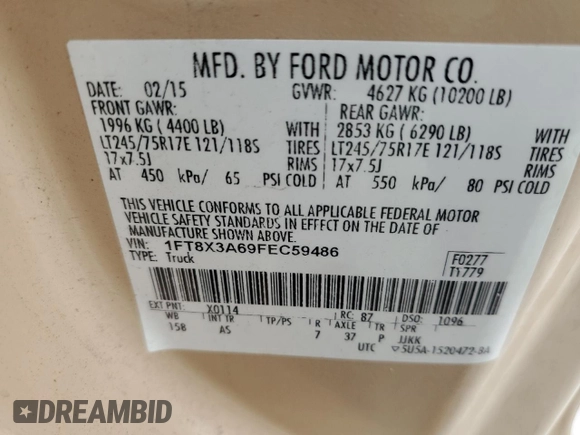 MFD. BY FORD MOTOR CO.
DATE: 02/15 GVWR: 4627 KG (10200 LB)
FRONT GAWR: REAR GAWR:
1996 KG ( 4400 LB) WITH 2853 KG ( 6290 LB) WITH
LT245/75R17E 121/118S TIRES LT245/75R17E 121/118S TIRES
17x7.5J RIMS 17x7.5J RIMS
AT 450 kPa/ 65 PSI COLD AT 550 kPa/ 80 PSI COLD
THIS VEHICLE CONFORMS TO ALL APPLICABLE FEDERAL MOTOR
VEHICLE SAFETY STANDARDS IN EFFECT ON THE DATE OF
MANUFACTURE SHOWN ABOVE.
VIN: 1FT8X3A69FEC59486 F0277
TYPE: Truck T1779
EXT PNT: X0114 RC: 87 DSO: 1096
WB INT TR TP/PS R AXLE TR SPR
158 AS 7 37 P JJKK
UTC 5U5A-1520472-BA
DREAMBID